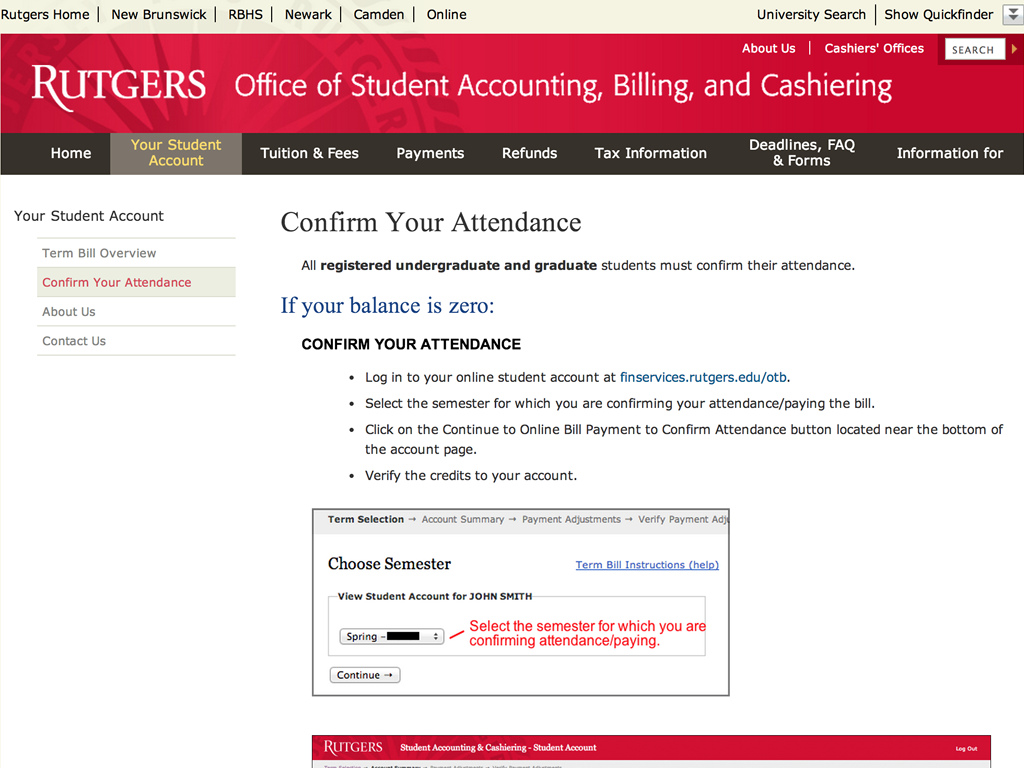 Rutgers Home | New Brunswick | RBHS | Newark | Camden | Online
University Search | Show Quickfinder
About Us | Cashiers' Offices
SEARCH
RUTGERS Office of Student Accounting, Billing, and Cashiering
Home
Your Student
Account
Tuition & Fees
Payments
Refunds
Tax Information
Deadlines, FAQ
& Forms
Information for
Your Student Account
Term Bill Overview
Confirm Your Attendance
About Us
Contact Us
Confirm Your Attendance
All registered undergraduate and graduate students must confirm their attendance.
If your balance is zero:
CONFIRM YOUR ATTENDANCE
• Log in to your online student account at finservices.rutgers.edu/otb.
• Select the semester for which you are confirming your attendance/paying the bill.
• Click on the Continue to Online Bill Payment to Confirm Attendance button located near the bottom of
the account page.
• Verify the credits to your account.
Term Selection → Account Summary → Payment Adjustments → Verify Payment Adju
Choose Semester
Term Bill Instructions (help)
View Student Account for JOHN SMITH
Spring –
Select the semester for which you are
confirming attendance/paying.
Continue →
RUTGERS Student Accounting & Cashiering - Student Account
Log Out